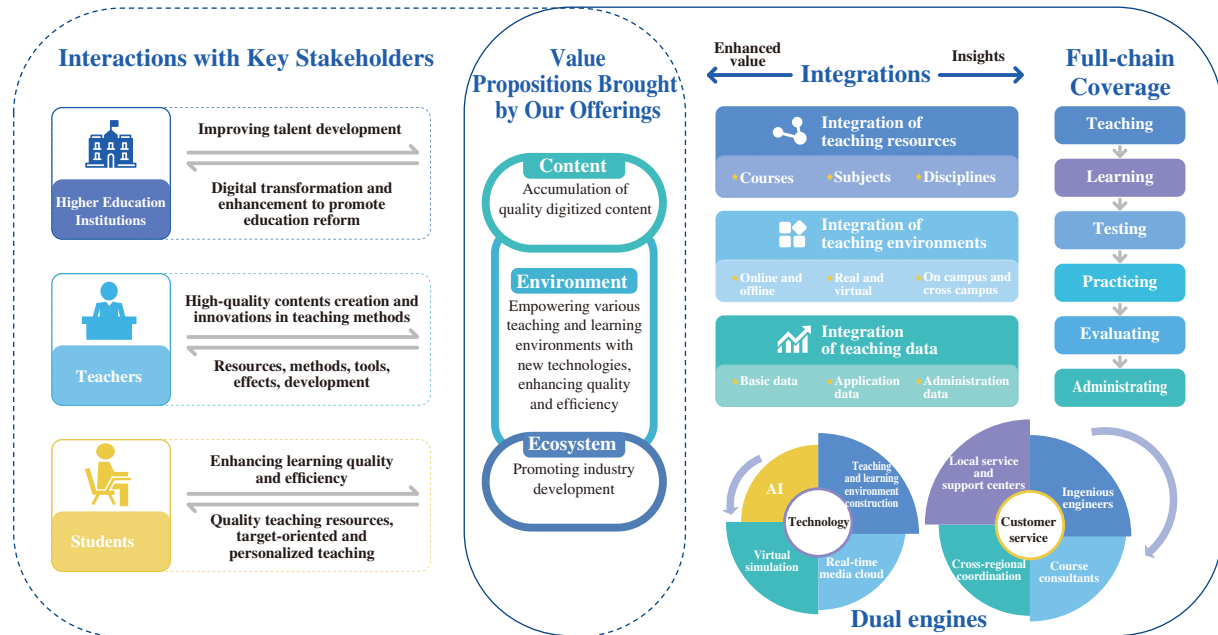 Interactions with Key Stakeholders
Higher Education
Institutions
Improving talent development
Digital transformation and
enhancement to promote
education reform
Teachers
High-quality contents creation and
innovations in teaching methods
Resources, methods, tools,
effects, development
Students
Enhancing learning quality
and efficiency
Quality teaching resources,
target-oriented and
personalized teaching
Value
Propositions Brought
by Our Offerings
Content
Accumulation of
quality digitized content
Environment
Empowering various
teaching and learning
environments with
new technologies,
enhancing quality
and efficiency
Ecosystem
Promoting industry
development
Enhanced
value
Integrations
Insights
Integration of
teaching resources
Courses
Subjects
Disciplines
Integration of
teaching environments
Online and
offline
Real and
virtual
On campus and
cross campus
Integration
of teaching data
Basic data
Application
data
Administration
data
Full-chain
Coverage
Teaching
Learning
Testing
Practicing
Evaluating
Administrating
AI
Teaching
and learning
environment
construction
Technology
Virtual
simulation
Real-time
media cloud
Local service
and
support centers
Ingenious
engineers
Customer
service
Cross-regional
coordination
Course
consultants
Dual engines